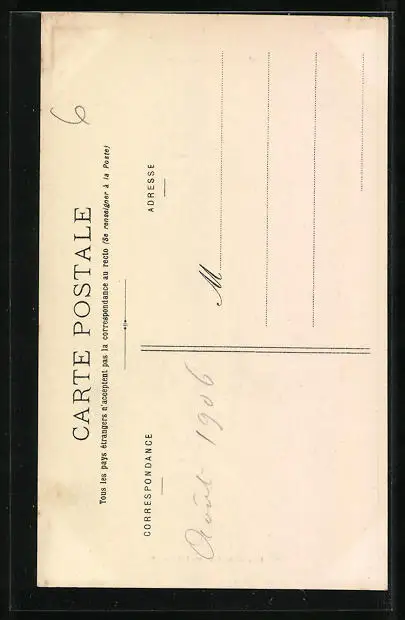 6
CARTE POSTALE
Tous les pays étrangers n'acceptent pas la correspondance au recto (Se renseigner à la Poste)
CORRESPONDANCE
Août 1906
ADRESSE
M